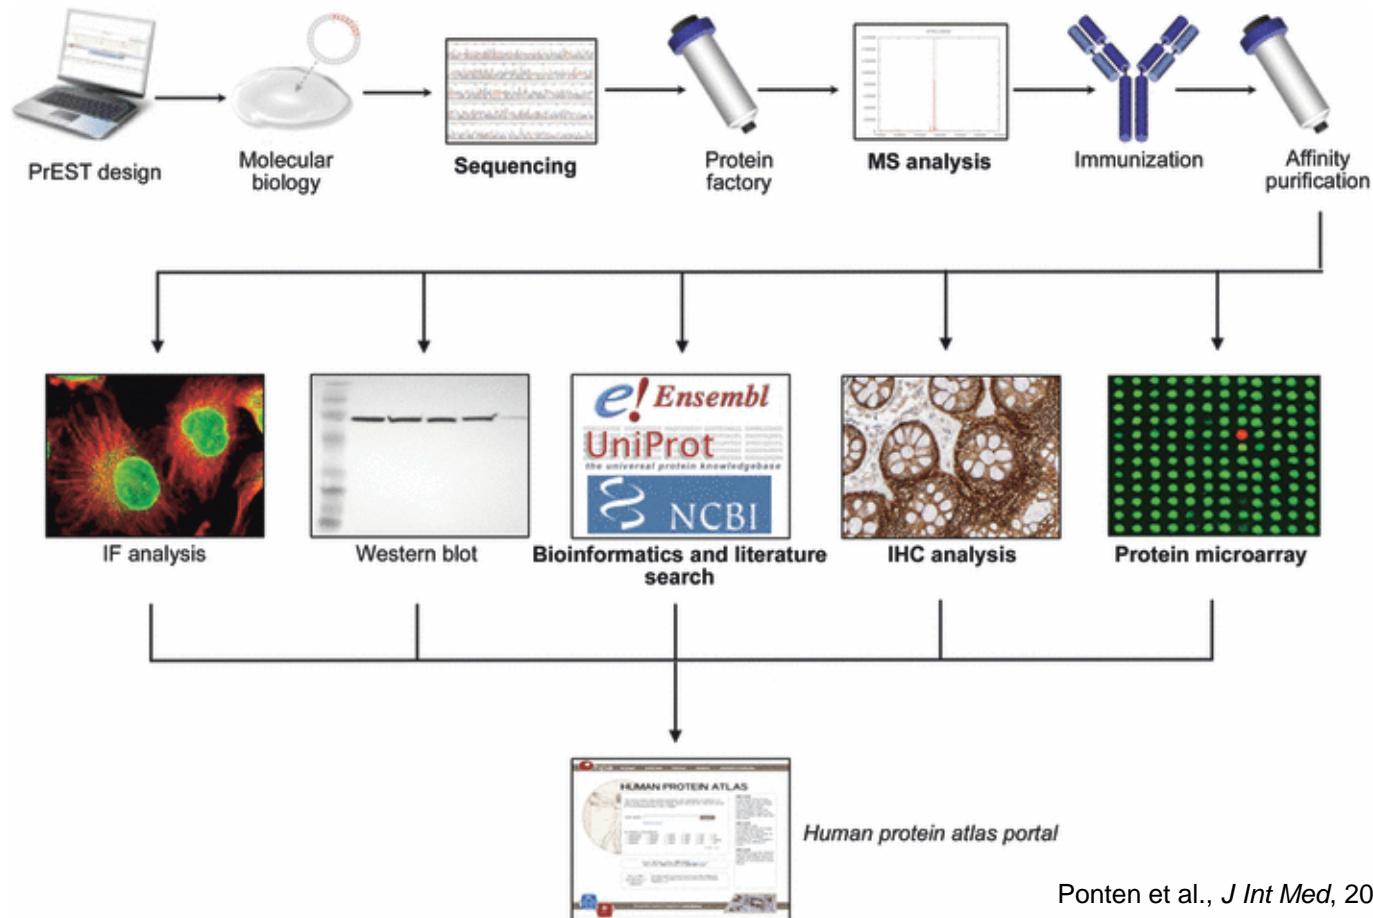 PrEST design
Molecular
biology
Sequencing
Protein
factory
MS analysis
Immunization
Affinity
purification
e! Ensembl
UniProt
the universal protein knowledgebase
NCBI
IF analysis
Western blot
Bioinformatics and literature
search
IHC analysis
Protein microarray
HUMAN PROTEIN ATLAS
Human protein atlas portal
Ponten et al., J Int Med, 20